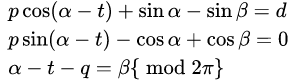 p cos(α − t) + sin α − sin β = d
p sin(α − t) − cos α + cos β = 0
α − t − q = β{ mod 2π}